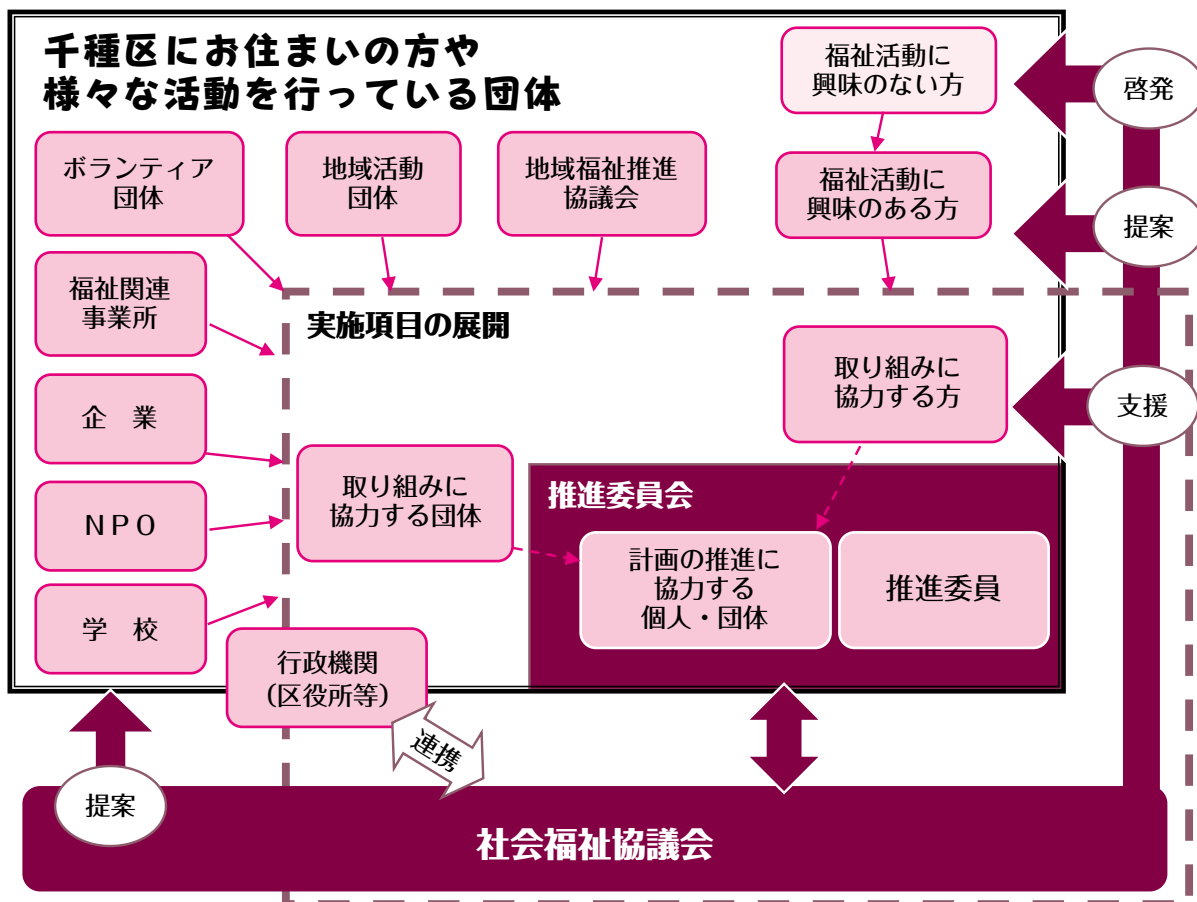 千種区にお住まいの方や
様々な活動を行っている団体
福祉活動に
興味のない方
啓発
ボランティア
団体
地域活動
団体
地域福祉推進
協議会
福祉活動に
興味のある方
提案
福祉関連
事業所
実施項目の展開
取り組みに
協力する方
支援
企　業
取り組みに
協力する団体
推進委員会
ＮＰＯ
計画の推進に
協力する
個人・団体
推進委員
学　校
行政機関
（区役所等）
連携
提案
社会福祉協議会